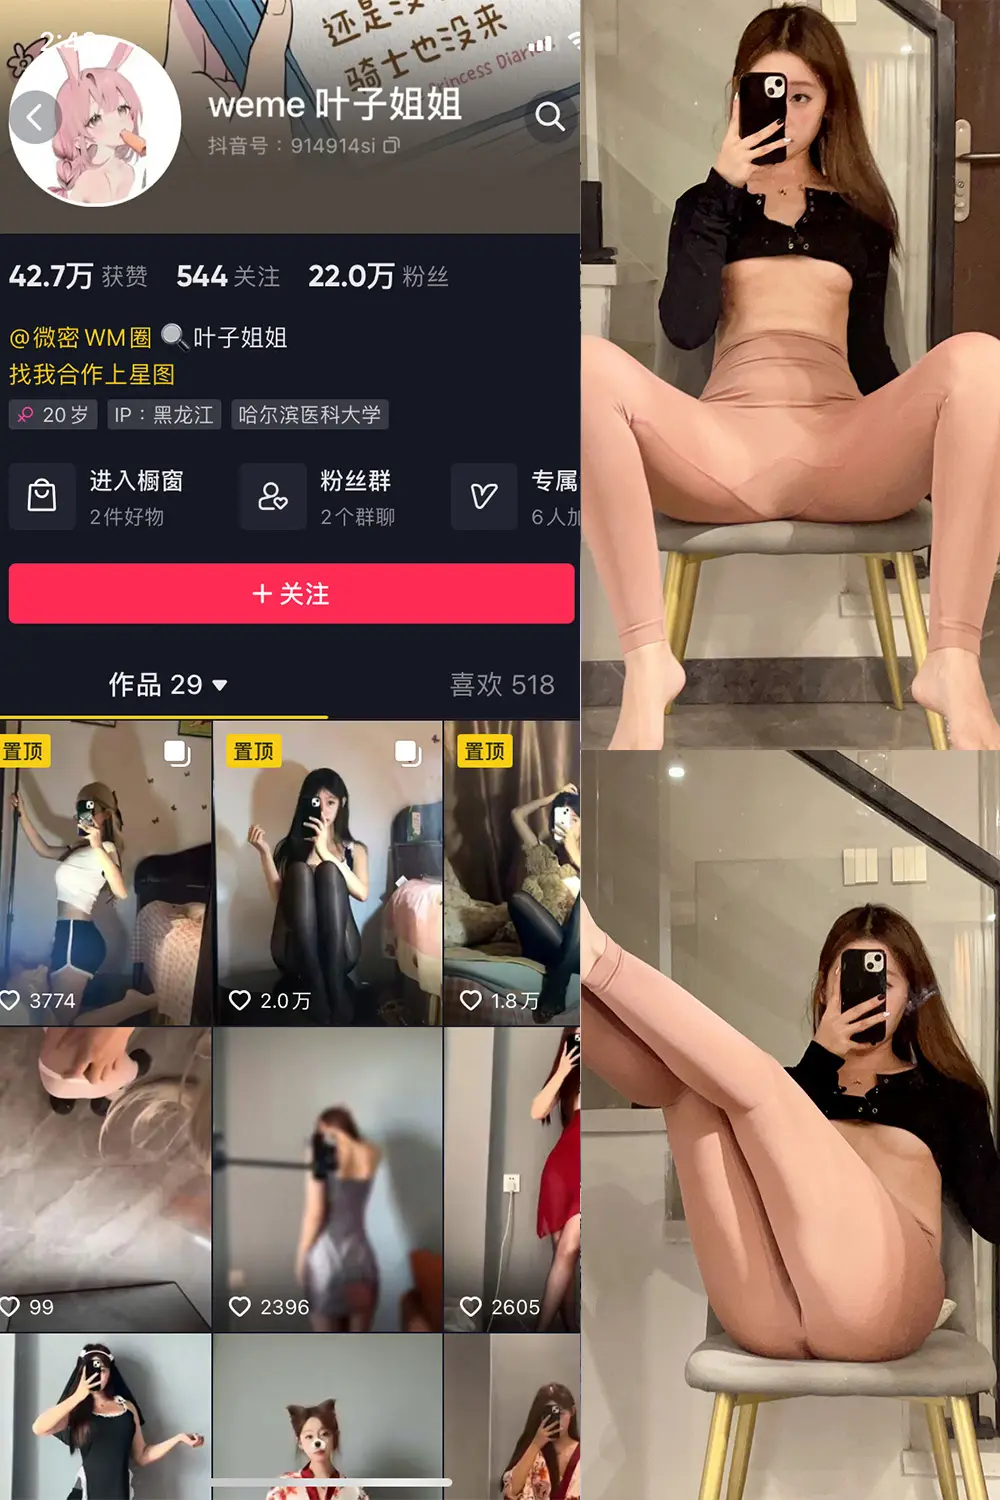 还是没
骑士也没来
Princess Diar
2:48
weme 叶子姐姐
抖音号：914914si
42.7万 获赞 544 关注 22.0万 粉丝
@微密WM圈 🔍叶子姐姐
找我合作上星图
20岁 IP：黑龙江 哈尔滨医科大学
进入橱窗 粉丝群 专属
2件好物 2个群聊 6人加
+ 关注
作品 29 喜欢 518
置顶 置顶 置顶
3774 2.0万 1.8万
99 2396 2605